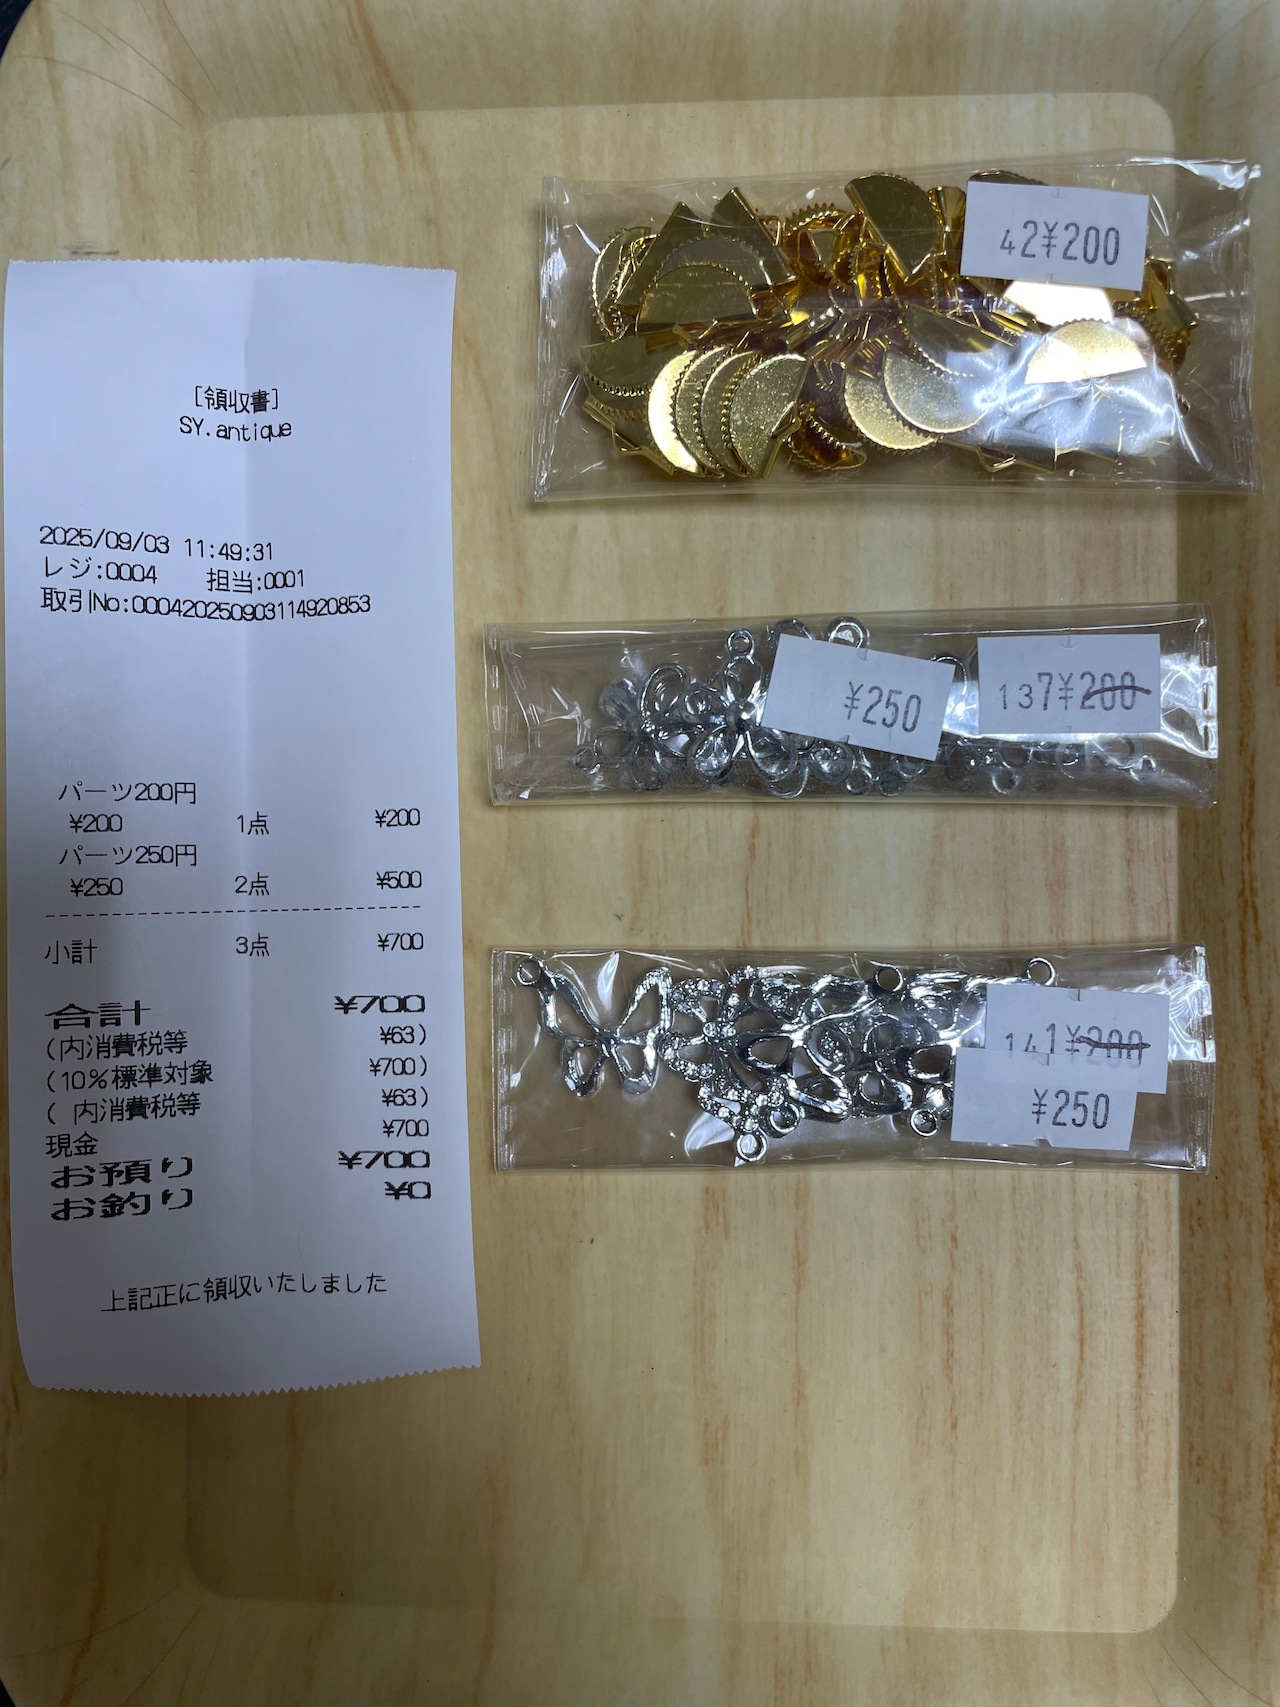 [領収書]
SY.antique
2025/09/03 11:49:31
レジ:0004 担当:0001
取引No:00042025090311492​0853
パーツ200円
¥200 1点 ¥200
パーツ250円
¥250 2点 ¥500
小計 3点 ¥700
合計 ¥700
(内消費税等 ¥63)
(10%標準対象 ¥700)
( 内消費税等 ¥63)
現金 ¥700
お預り ¥700
お釣り ¥0
上記正に領収いたしました
42¥200
¥250
137¥200
141¥200
¥250